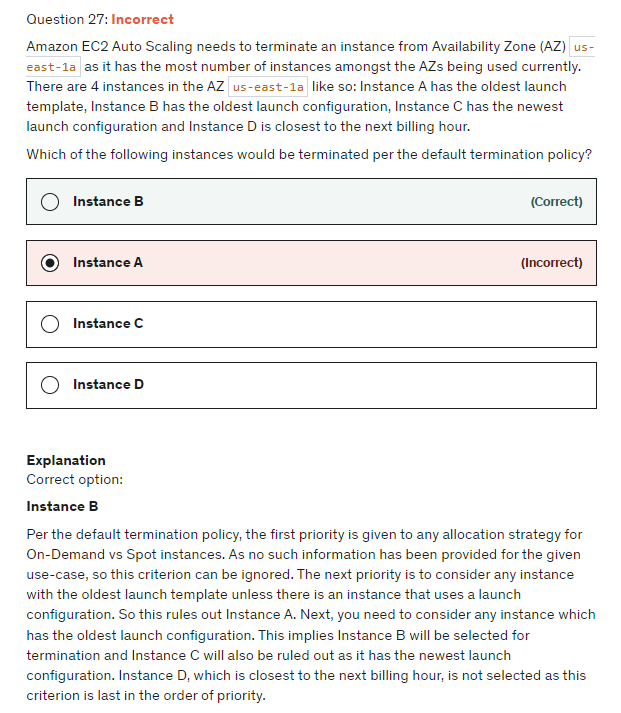 Question 27: Incorrect
Amazon EC2 Auto Scaling needs to terminate an instance from Availability Zone (AZ) us-
east-1a as it has the most number of instances amongst the AZs being used currently.
There are 4 instances in the AZ us-east-1a like so: Instance A has the oldest launch
template, Instance B has the oldest launch configuration, Instance C has the newest
launch configuration and Instance D is closest to the next billing hour.
Which of the following instances would be terminated per the default termination policy?
Instance B (Correct)
Instance A (Incorrect)
Instance C
Instance D
Explanation
Correct option:
Instance B
Per the default termination policy, the first priority is given to any allocation strategy for
On-Demand vs Spot instances. As no such information has been provided for the given
use-case, so this criterion can be ignored. The next priority is to consider any instance
with the oldest launch template unless there is an instance that uses a launch
configuration. So this rules out Instance A. Next, you need to consider any instance which
has the oldest launch configuration. This implies Instance B will be selected for
termination and Instance C will also be ruled out as it has the newest launch
configuration. Instance D, which is closest to the next billing hour, is not selected as this
criterion is last in the order of priority.